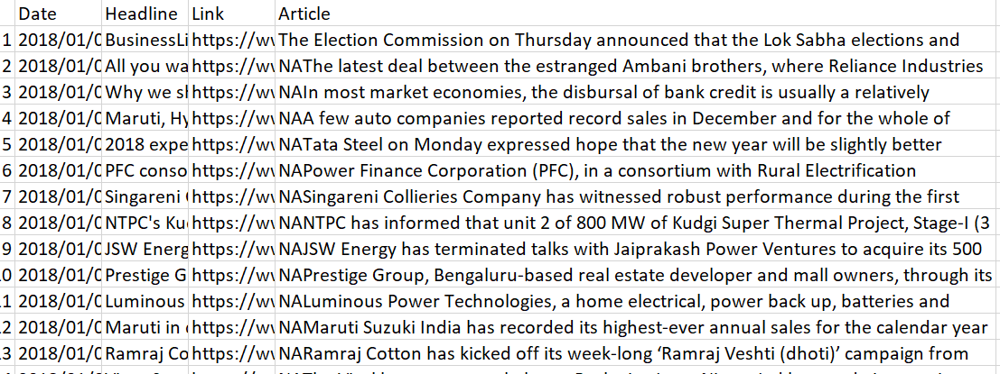 Date Headline Link Article
1 2018/01/0 BusinessLi https://w The Election Commission on Thursday announced that the Lok Sabha elections and
2 2018/01/0 All you wa https://w NAThe latest deal between the estranged Ambani brothers, where Reliance Industries
3 2018/01/0 Why we sh https://w NAIn most market economies, the disbursal of bank credit is usually a relatively
4 2018/01/0 Maruti, Hy https://w NAA few auto companies reported record sales in December and for the whole of
5 2018/01/0 2018 expe https://w NATata Steel on Monday expressed hope that the new year will be slightly better
6 2018/01/0 PFC conso https://w NAPower Finance Corporation (PFC), in a consortium with Rural Electrification
7 2018/01/0 Singareni https://w NASingareni Collieries Company has witnessed robust performance during the first
8 2018/01/0 NTPC's Ku https://w NANTPC has informed that unit 2 of 800 MW of Kudgi Super Thermal Project, Stage-I (3
9 2018/01/0 JSW Energ https://w NAJSW Energy has terminated talks with Jaiprakash Power Ventures to acquire its 500
10 2018/01/0 Prestige G https://w NAPrestige Group, Bengaluru-based real estate developer and mall owners, through its
11 2018/01/0 Luminous https://w NALuminous Power Technologies, a home electrical, power back up, batteries and
12 2018/01/0 Maruti in https://w NAMaruti Suzuki India has recorded its highest-ever annual sales for the calendar year
13 2018/01/0 Ramraj Co https://w NARamraj Cotton has kicked off its week-long ‘Ramraj Veshti (dhoti)’ campaign from